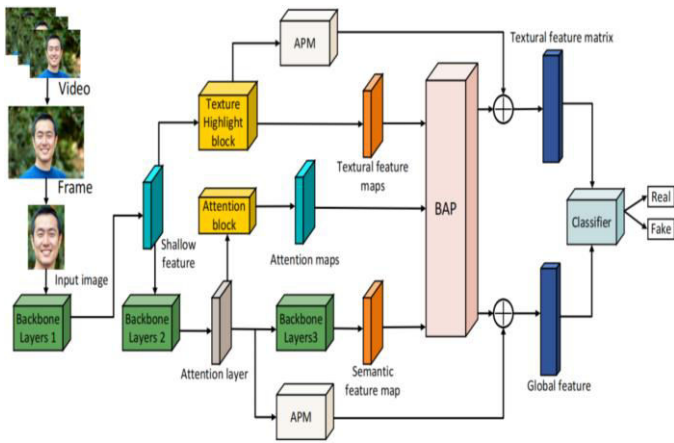 Video
Frame
Input image
Backbone
Layers 1
Shallow
feature
Texture
Highlight
block
APM
Textural feature
maps
Attention
block
Attention maps
Backbone
Layers 2
Attention layer
Backbone
Layers3
Semantic
feature map
APM
BAP
Textural feature matrix
Global feature
Classifier
Real
Fake